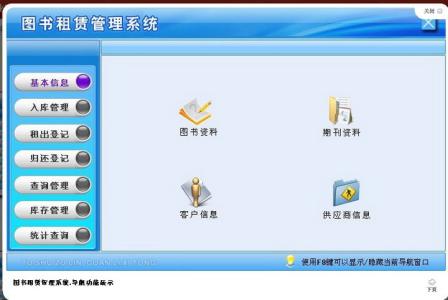 关闭
图书租赁管理系统
基本信息
入库管理
租出登记
归还登记
查询管理
库存管理
统计查询
图书资料
期刊资料
客户信息
供应商信息
使用F8键可以显示/隐藏当前导航窗口
图书租赁管理系统,导航功能展示
下页